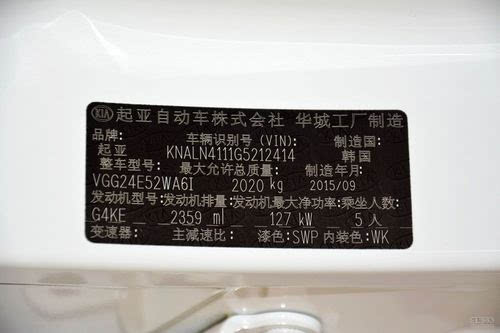 KIA 起亚自动车株式会社 华城工厂制造
品牌: 车辆识别号(VIN): 制造国:
起亚 KNALN4111G5212414 韩国
整车型号: 最大允许总质量: 制造年月:
VGG24E52WA6I 2020 kg 2015/09
发动机型号: 发动机排量: 发动机最大净功率: 乘坐人数:
G4KE 2359 ml 127 kW 5 人
变速器: 主减速比: 漆色: SWP 内装色: WK